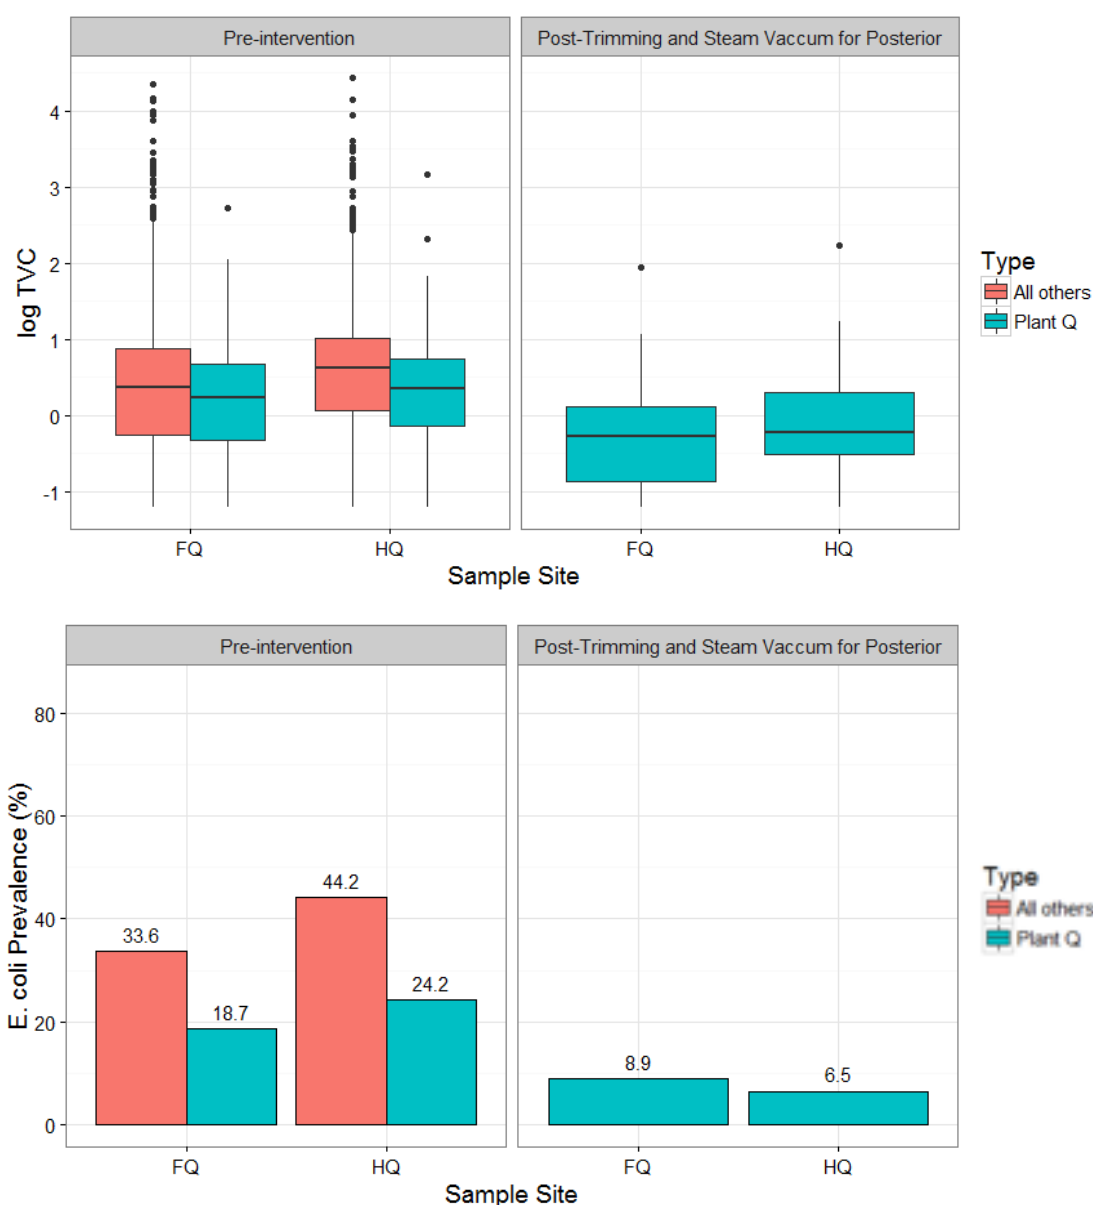 Pre-intervention
Post-Trimming and Steam Vaccum for Posterior
log TVC
4
3
2
1
0
-1
FQ
HQ
FQ
HQ
Sample Site
Type
All others
Plant Q
Pre-intervention
Post-Trimming and Steam Vaccum for Posterior
E. coli Prevalence (%)
80
60
40
20
0
33.6
18.7
44.2
24.2
8.9
6.5
FQ
HQ
FQ
HQ
Sample Site
Type
All others
Plant Q